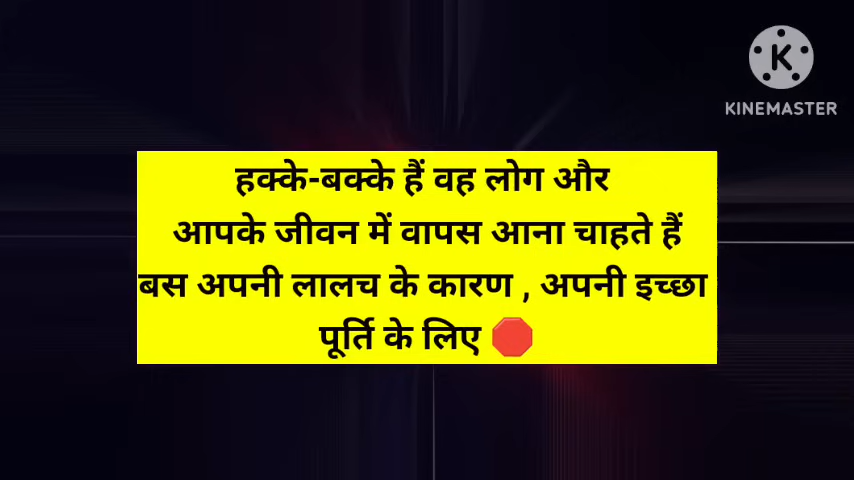 KINEMASTER
हक्के-बक्के हैं वह लोग और
आपके जीवन में वापस आना चाहते हैं
बस अपनी लालच के कारण , अपनी इच्छा
पूर्ति के लिए 🛑